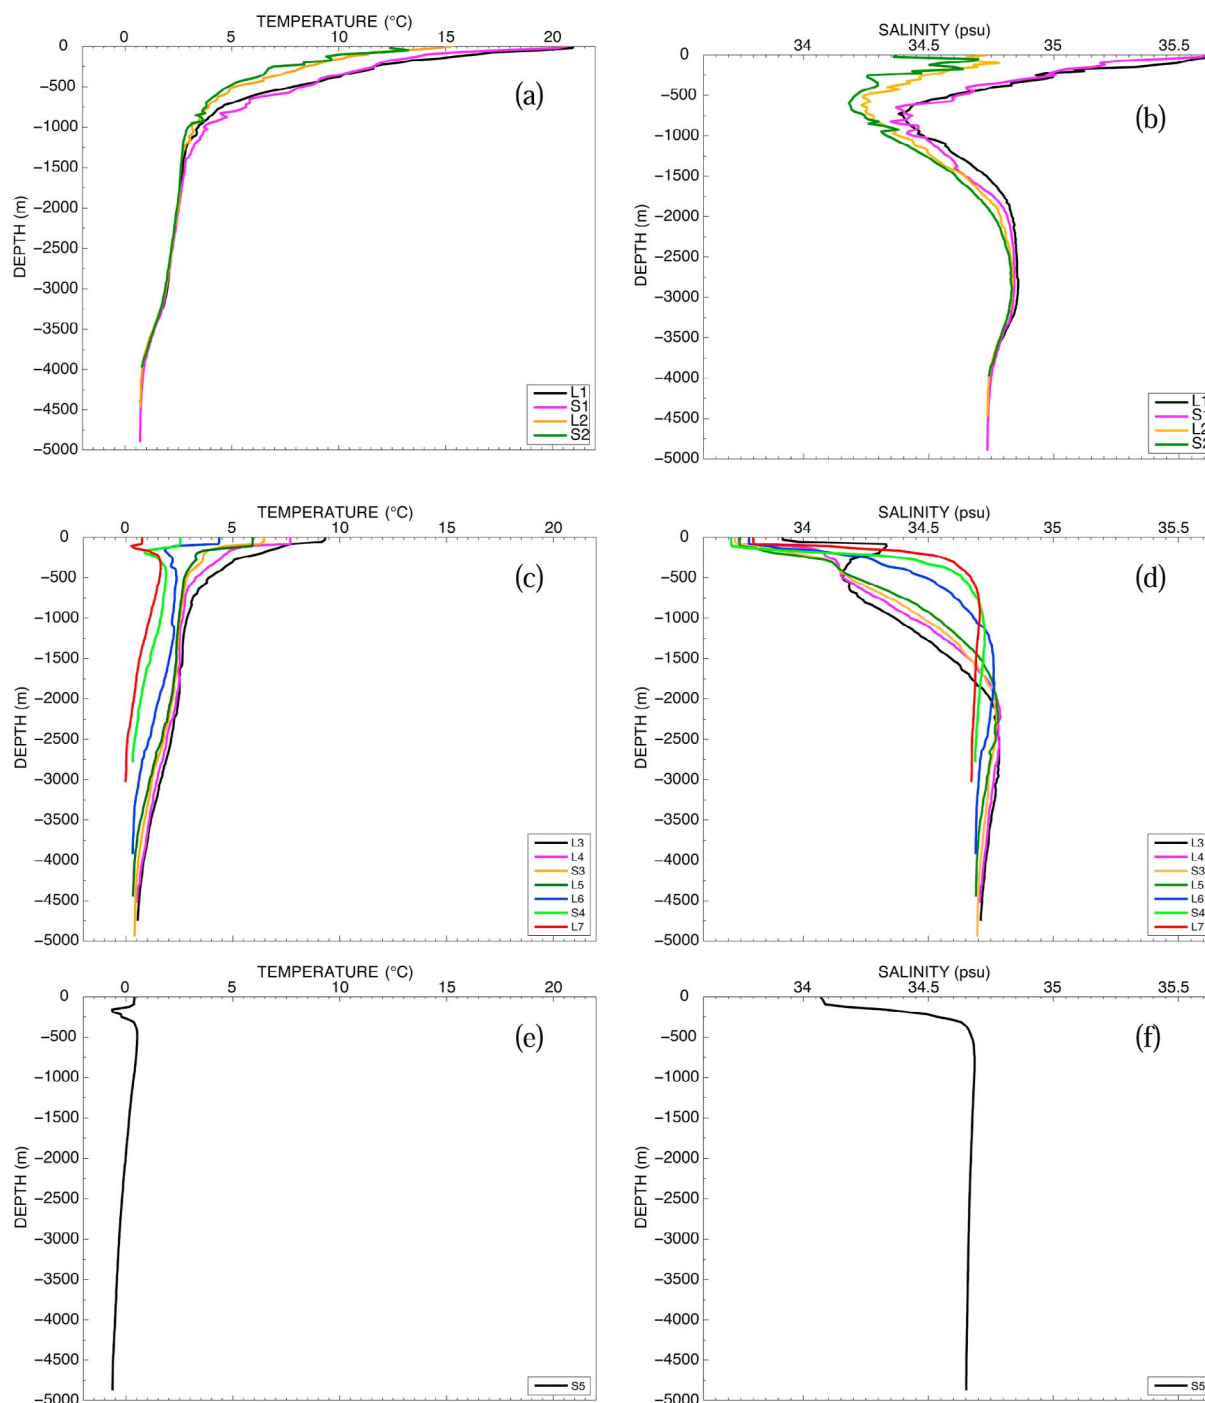 TEMPERATURE (°C)
0 5 10 15 20
0
−500
−1000
−1500
−2000
−2500
−3000
−3500
−4000
−4500
−5000
DEPTH (m)
(a)
L1
S1
L2
S2
SALINITY (psu)
34 34.5 35 35.5
0
−500
−1000
−1500
−2000
−2500
−3000
−3500
−4000
−4500
−5000
DEPTH (m)
(b)
L1
S1
L2
S2
TEMPERATURE (°C)
0 5 10 15 20
0
−500
−1000
−1500
−2000
−2500
−3000
−3500
−4000
−4500
−5000
DEPTH (m)
(c)
L3
L4
S3
L5
L6
S4
L7
SALINITY (psu)
34 34.5 35 35.5
0
−500
−1000
−1500
−2000
−2500
−3000
−3500
−4000
−4500
−5000
DEPTH (m)
(d)
L3
L4
S3
L5
L6
S4
L7
TEMPERATURE (°C)
0 5 10 15 20
0
−500
−1000
−1500
−2000
−2500
−3000
−3500
−4000
−4500
−5000
DEPTH (m)
(e)
S5
SALINITY (psu)
34 34.5 35 35.5
0
−500
−1000
−1500
−2000
−2500
−3000
−3500
−4000
−4500
−5000
DEPTH (m)
(f)
S5